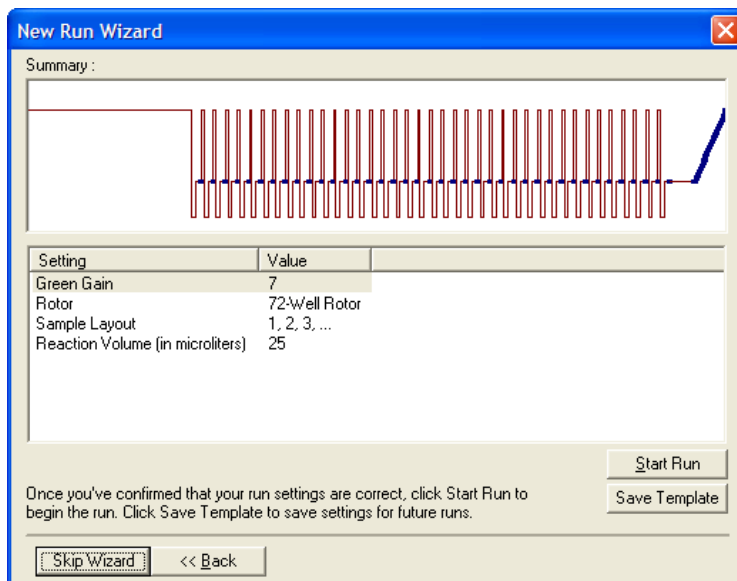 New Run Wizard
Summary :
Setting Value
Green Gain 7
Rotor 72-Well Rotor
Sample Layout 1, 2, 3, ...
Reaction Volume (in microliters) 25
Start Run
Once you've confirmed that your run settings are correct, click Start Run to
begin the run. Click Save Template to save settings for future runs.
Save Template
Skip Wizard << Back